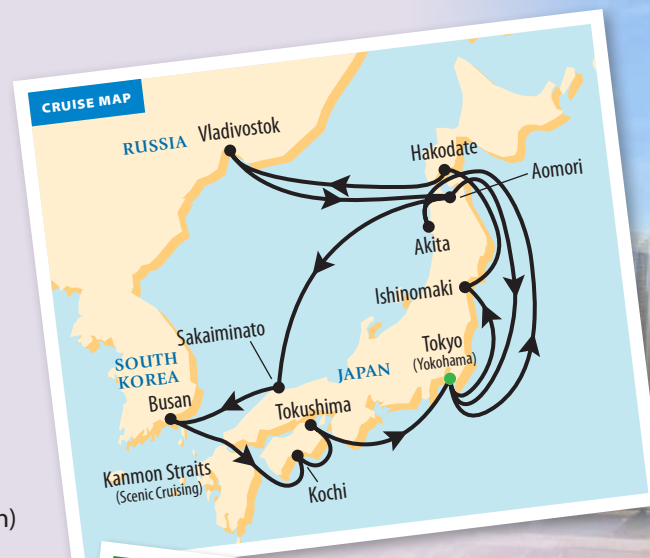 CRUISE MAP
RUSSIA
Vladivostok
Hakodate
Aomori
Akita
Ishinomaki
Sakaiminato
Tokyo
(Yokohama)
SOUTH
KOREA
JAPAN
Busan
Tokushima
Kanmon Straits
(Scenic Cruising)
Kochi